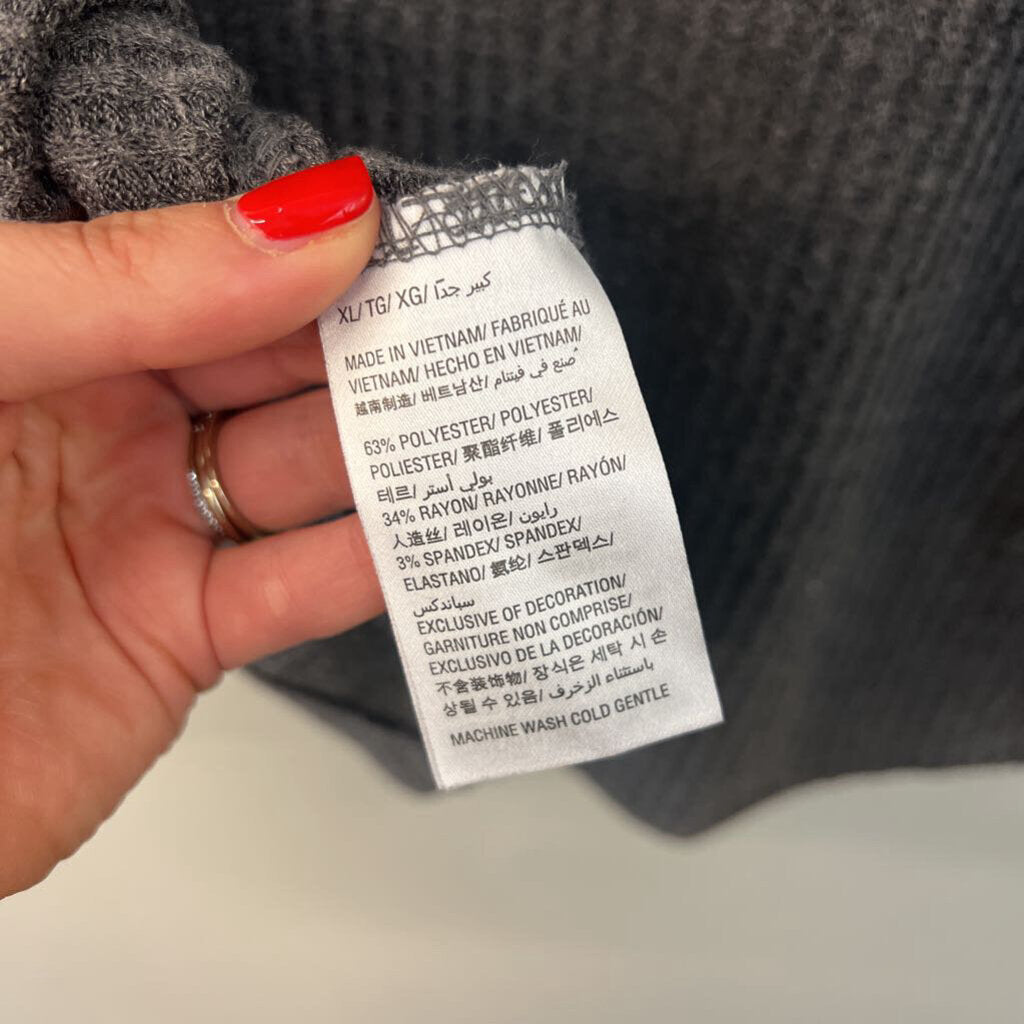 XL/ TG/ XG/ كبير جدًا
MADE IN VIETNAM/ FABRIQUÉ AU
VIETNAM/ HECHO EN VIETNAM/
越南制造/ 베트남산/ صنع في فيتنام
63% POLYESTER/ POLYESTER/
POLIESTER/ 聚酯纤维/ 폴리에스
테르/ بولي استر
34% RAYON/ RAYONNE/ RAYÓN/
人造丝/ 레이온/ رايون
3% SPANDEX/ SPANDEX/
ELASTANO/ 氨纶/ 스판덱스/
سباندكس
EXCLUSIVE OF DECORATION/
GARNITURE NON COMPRISE/
EXCLUSIVO DE LA DECORACIÓN/
不含装饰物/ 장식은 세탁 시 손
상될 수 있음/ باستثناء الزخرف
MACHINE WASH COLD GENTLE